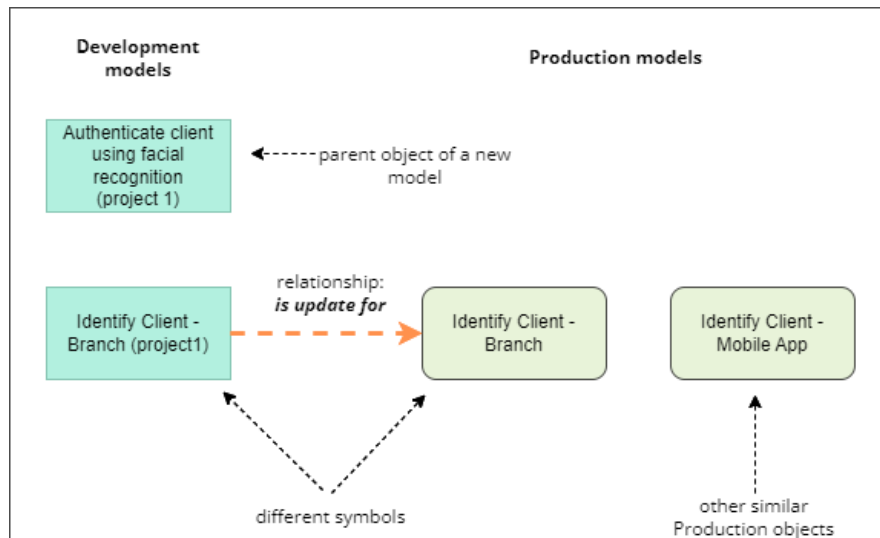 Development
models
Production models
Authenticate client
using facial
recognition
(project 1)
parent object of a new
model
relationship:
is update for
Identify Client -
Branch (project1)
Identify Client -
Branch
Identify Client -
Mobile App
different symbols
other similar
Production objects